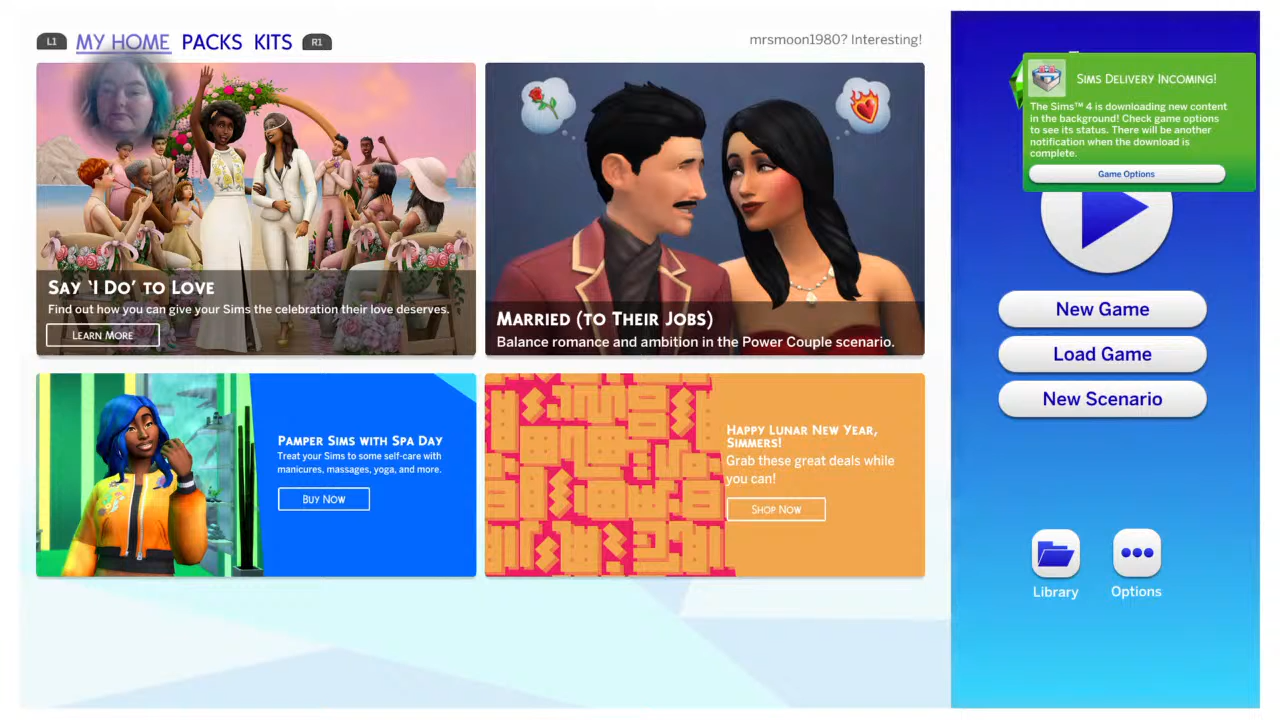 L1 MY HOME PACKS KITS R1
mrsmoon1980? Interesting!
SAY 'I DO' TO LOVE
Find out how you can give your Sims the celebration their love deserves.
LEARN MORE
MARRIED (TO THEIR JOBS)
Balance romance and ambition in the Power Couple scenario.
PAMPER SIMS WITH SPA DAY
Treat your Sims to some self-care with
manicures, massages, yoga, and more.
BUY NOW
HAPPY LUNAR NEW YEAR,
SIMMERS!
Grab these great deals while
you can!
SHOP NOW
SIMS DELIVERY INCOMING!
The Sims™ 4 is downloading new content
in the background! Check game options
to see its status. There will be another
notification when the download is
complete.
Game Options
New Game
Load Game
New Scenario
Library
Options